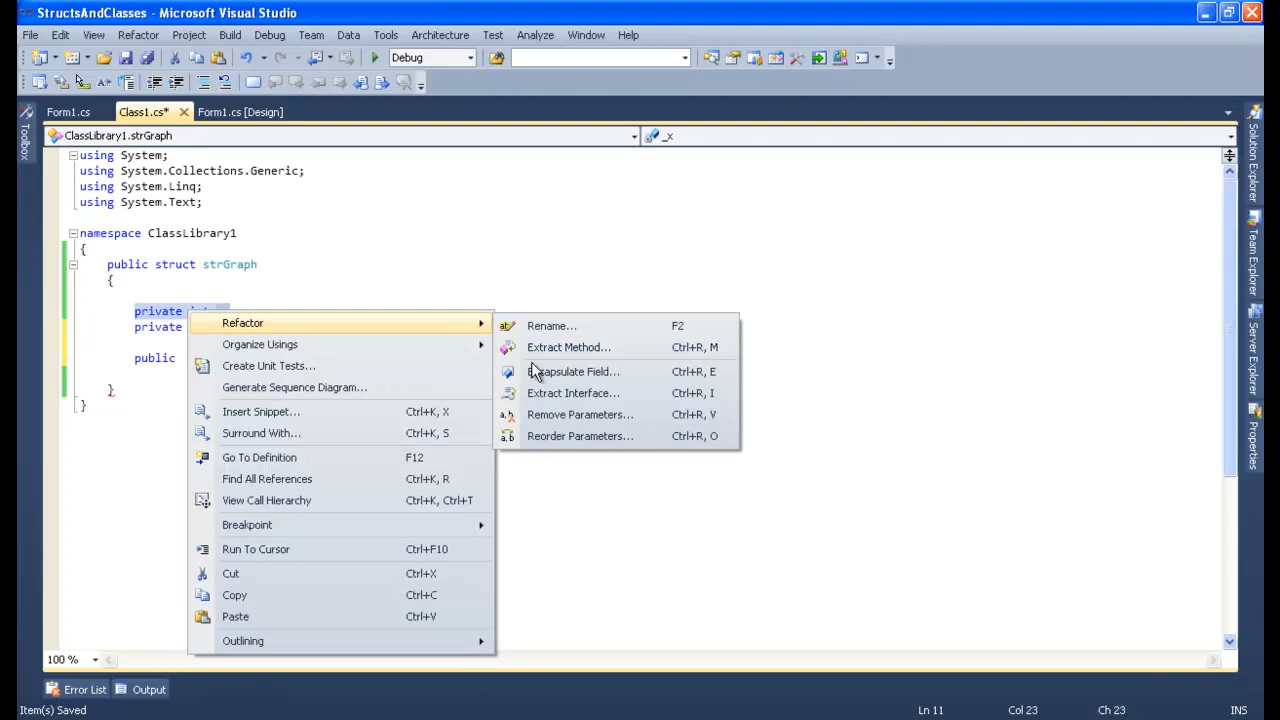 StructsAndClasses - Microsoft Visual Studio
File Edit View Refactor Project Build Debug Team Data Tools Architecture Test Analyze Window Help
Debug
Form1.cs Class1.cs* Form1.cs [Design]
ClassLibrary1.strGraph _x
using System;
using System.Collections.Generic;
using System.Linq;
using System.Text;
namespace ClassLibrary1
{
public struct strGraph
{
private
private
public
}
}
Refactor
Organize Usings
Create Unit Tests...
Generate Sequence Diagram...
Insert Snippet... Ctrl+K, X
Surround With... Ctrl+K, S
Go To Definition F12
Find All References Ctrl+K, R
View Call Hierarchy Ctrl+K, Ctrl+T
Breakpoint
Run To Cursor Ctrl+F10
Cut Ctrl+X
Copy Ctrl+C
Paste Ctrl+V
Outlining
Rename... F2
Extract Method... Ctrl+R, M
Encapsulate Field... Ctrl+R, E
Extract Interface... Ctrl+R, I
Remove Parameters... Ctrl+R, V
Reorder Parameters... Ctrl+R, O
Toolbox
Solution Explorer
Team Explorer
Server Explorer
Properties
100 %
Error List Output
Item(s) Saved Ln 11 Col 23 Ch 23 INS